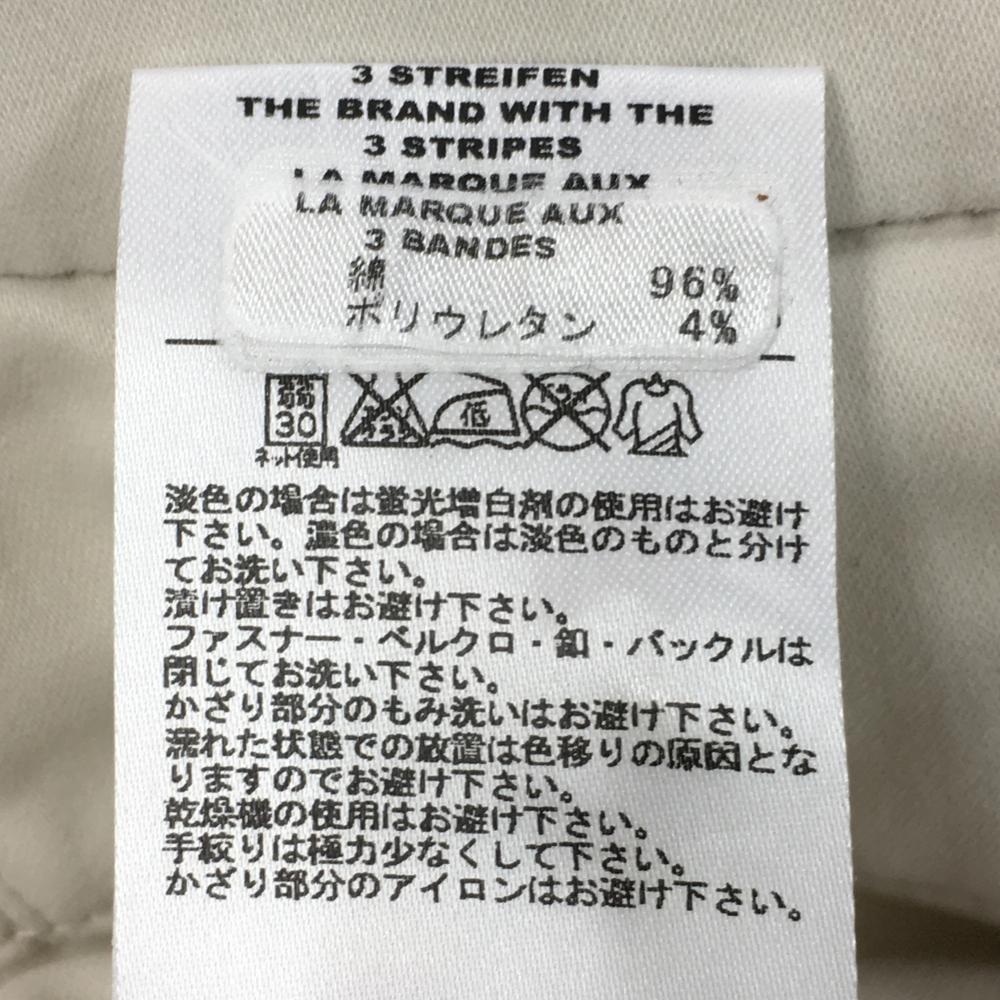 3 STREIFEN
THE BRAND WITH THE
3 STRIPES
LA MARQUE AUX
LA MARQUE AUX
3 BANDES
綿 96%
ポリウレタン 4%
30 低
ネット使用
淡色の場合は蛍光増白剤の使用はお避け
下さい。濃色の場合は淡色のものと分け
てお洗い下さい。
漬け置きはお避け下さい。
ファスナー・ベルクロ・釦・バックルは
閉じてお洗い下さい。
かざり部分のもみ洗いはお避け下さい。
濡れた状態での放置は色移りの原因とな
りますのでお避け下さい。
乾燥機の使用はお避け下さい。
手絞りは極力少なくして下さい。
かざり部分のアイロンはお避け下さい。